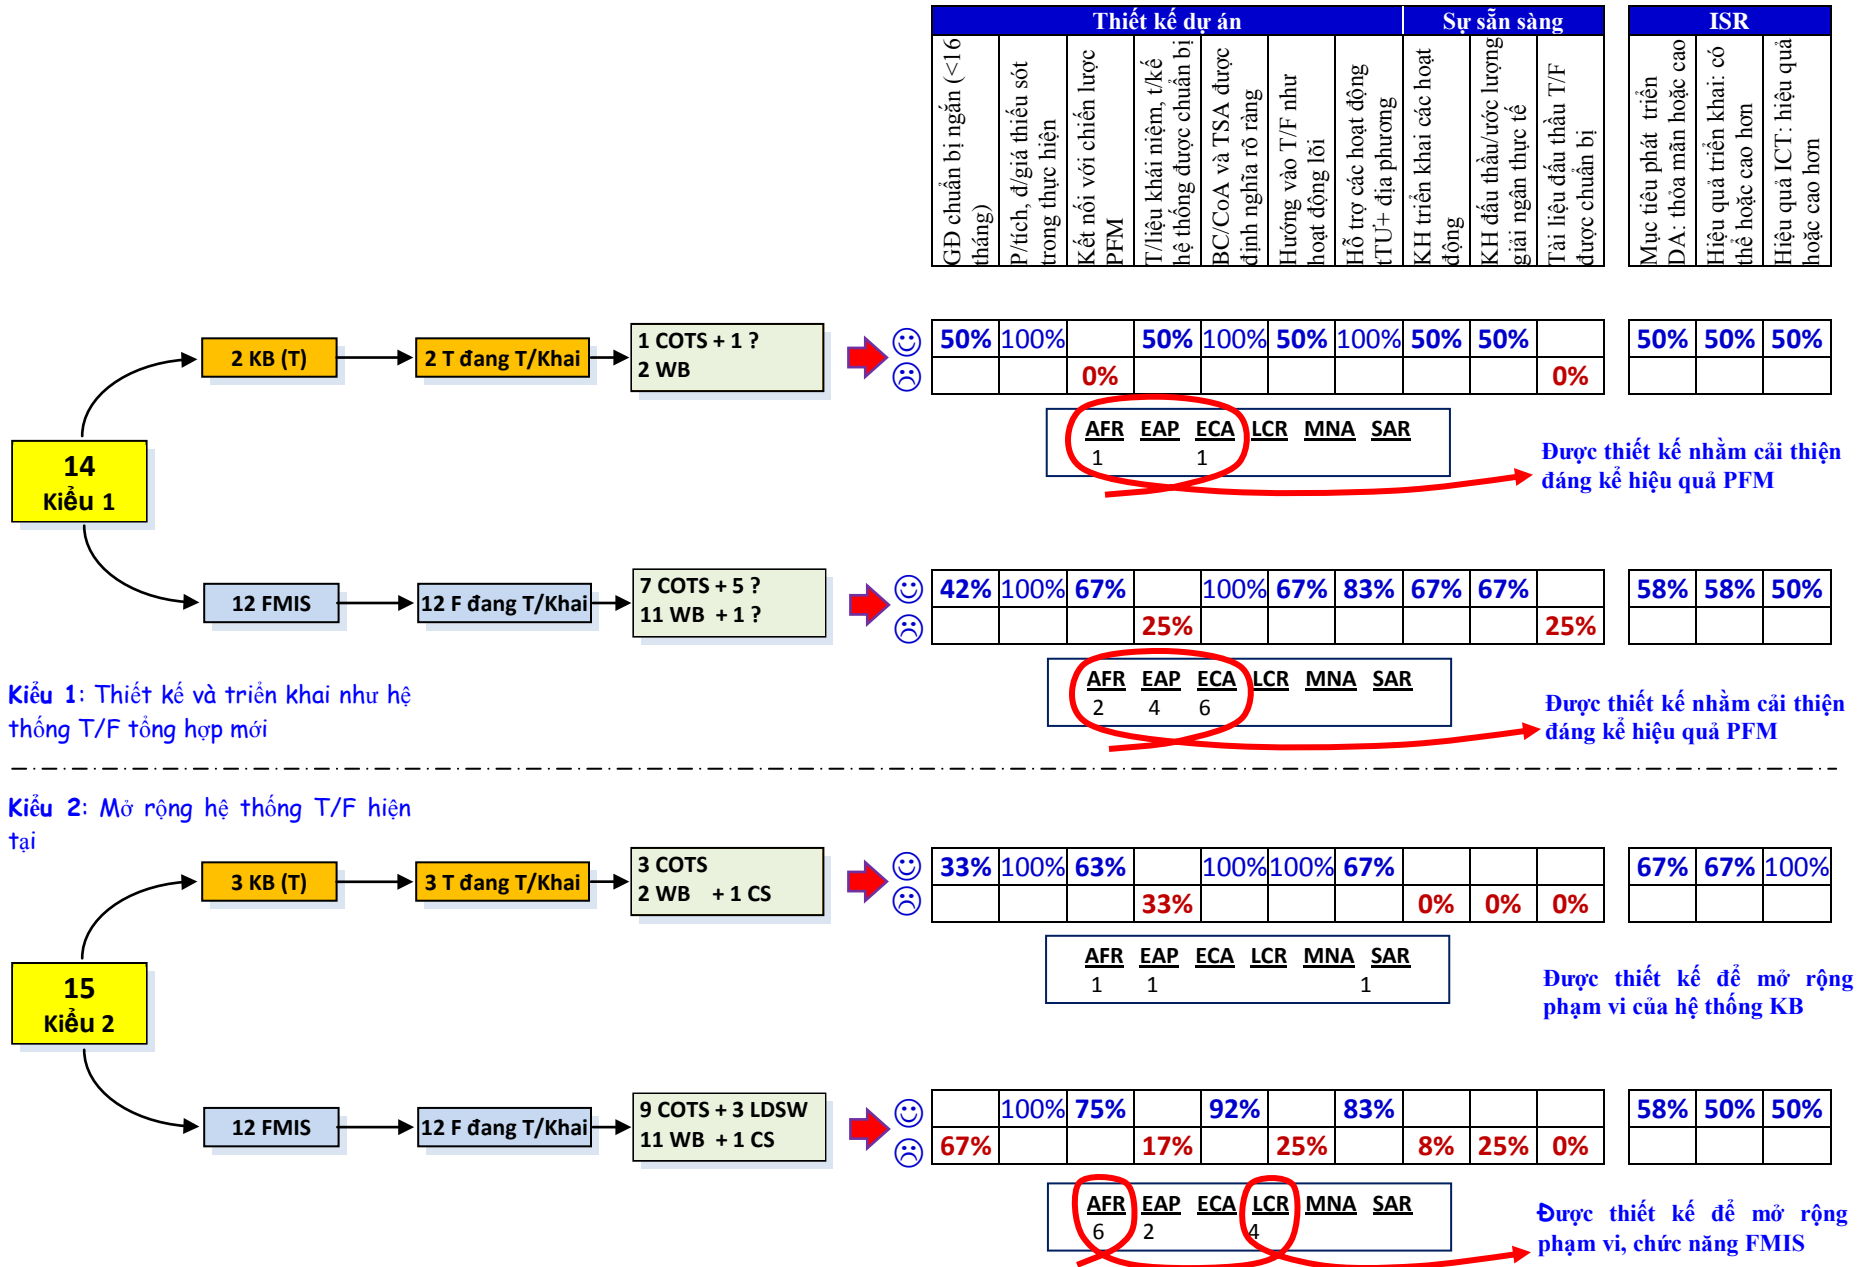 Thiết kế dự án Sự sẵn sàng ISR
GĐ chuẩn bị ngắn (<16
tháng)
P/tích, đ/giá thiếu sót
trong thực hiện
Kết nối với chiến lược
PFM
T/liệu khái niệm, t/kế
hệ thống được chuẩn bị
BC/CoA và TSA được
định nghĩa rõ ràng
Hướng vào T/F như
hoạt động lõi
Hỗ trợ các hoạt động
tTU+ địa phương
KH triển khai các hoạt
động
KH đấu thầu/ước lượng
giải ngân thực tế
Tài liệu đấu thầu T/F
được chuẩn bị
Mục tiêu phát triển
DA: thỏa mãn hoặc cao
Hiệu quả triển khai: có
thể hoặc cao hơn
Hiệu quả ICT: hiệu quả
hoặc cao hơn
14
Kiểu 1
2 KB (T)
2 T đang T/Khai
1 COTS + 1 ?
2 WB
50% 100% 50% 100% 50% 100% 50% 50% 50% 50% 50%
0% 0%
AFR EAP ECA LCR MNA SAR
1 1
Được thiết kế nhằm cải thiện
đáng kể hiệu quả PFM
12 FMIS
12 F đang T/Khai
7 COTS + 5 ?
11 WB + 1 ?
42% 100% 67% 100% 67% 83% 67% 67% 58% 58% 50%
25% 25%
AFR EAP ECA LCR MNA SAR
2 4 6
Được thiết kế nhằm cải thiện
đáng kể hiệu quả PFM
Kiểu 1: Thiết kế và triển khai như hệ
thống T/F tổng hợp mới
Kiểu 2: Mở rộng hệ thống T/F hiện
tại
15
Kiểu 2
3 KB (T)
3 T đang T/Khai
3 COTS
2 WB + 1 CS
33% 100% 63% 100% 100% 67% 67% 67% 100%
33% 0% 0% 0%
AFR EAP ECA LCR MNA SAR
1 1 1
Được thiết kế để mở rộng
phạm vi của hệ thống KB
12 FMIS
12 F đang T/Khai
9 COTS + 3 LDSW
11 WB + 1 CS
100% 75% 92% 83% 58% 50% 50%
67% 17% 25% 8% 25% 0%
AFR EAP ECA LCR MNA SAR
6 2 4
Được thiết kế để mở rộng
phạm vi, chức năng FMIS